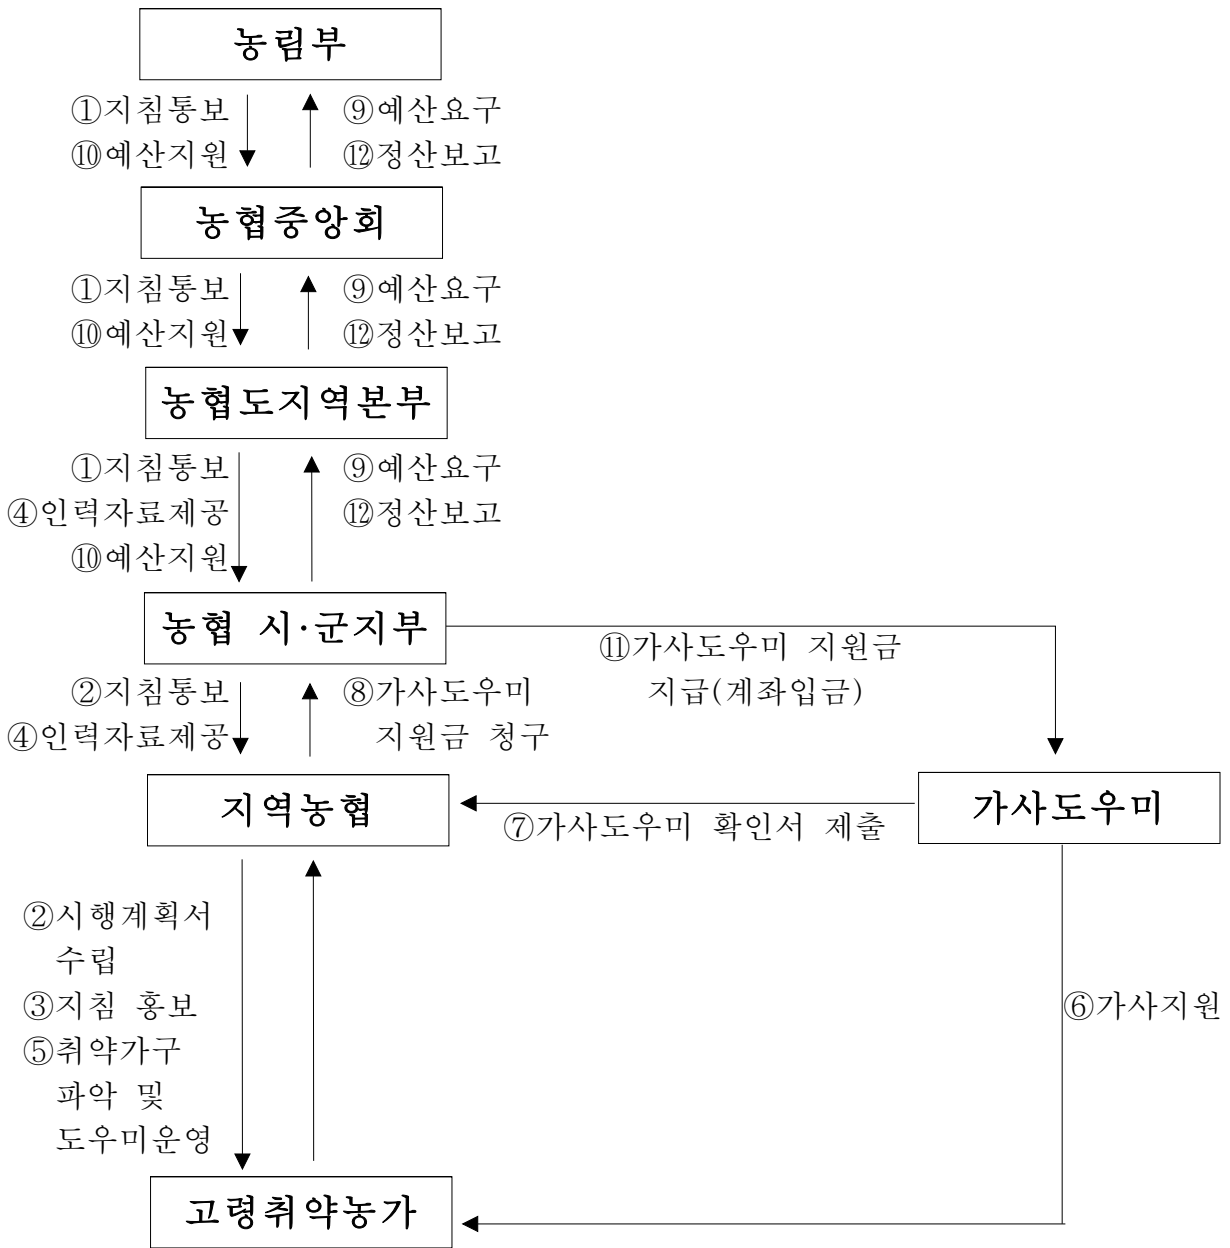 농림부
①지침통보
⑨예산요구
⑩예산지원
⑫정산보고
농협중앙회
①지침통보
⑨예산요구
⑩예산지원
⑫정산보고
농협도지역본부
①지침통보
⑨예산요구
④인력자료제공
⑫정산보고
⑩예산지원
농협 시·군지부
⑪가사도우미 지원금
지급(계좌입금)
②지침통보
⑧가사도우미
④인력자료제공
지원금 청구
지역농협
가사도우미
⑦가사도우미 확인서 제출
②시행계획서
수립
③지침 홍보
⑥가사지원
⑤취약가구
파악 및
도우미운영
고령취약농가